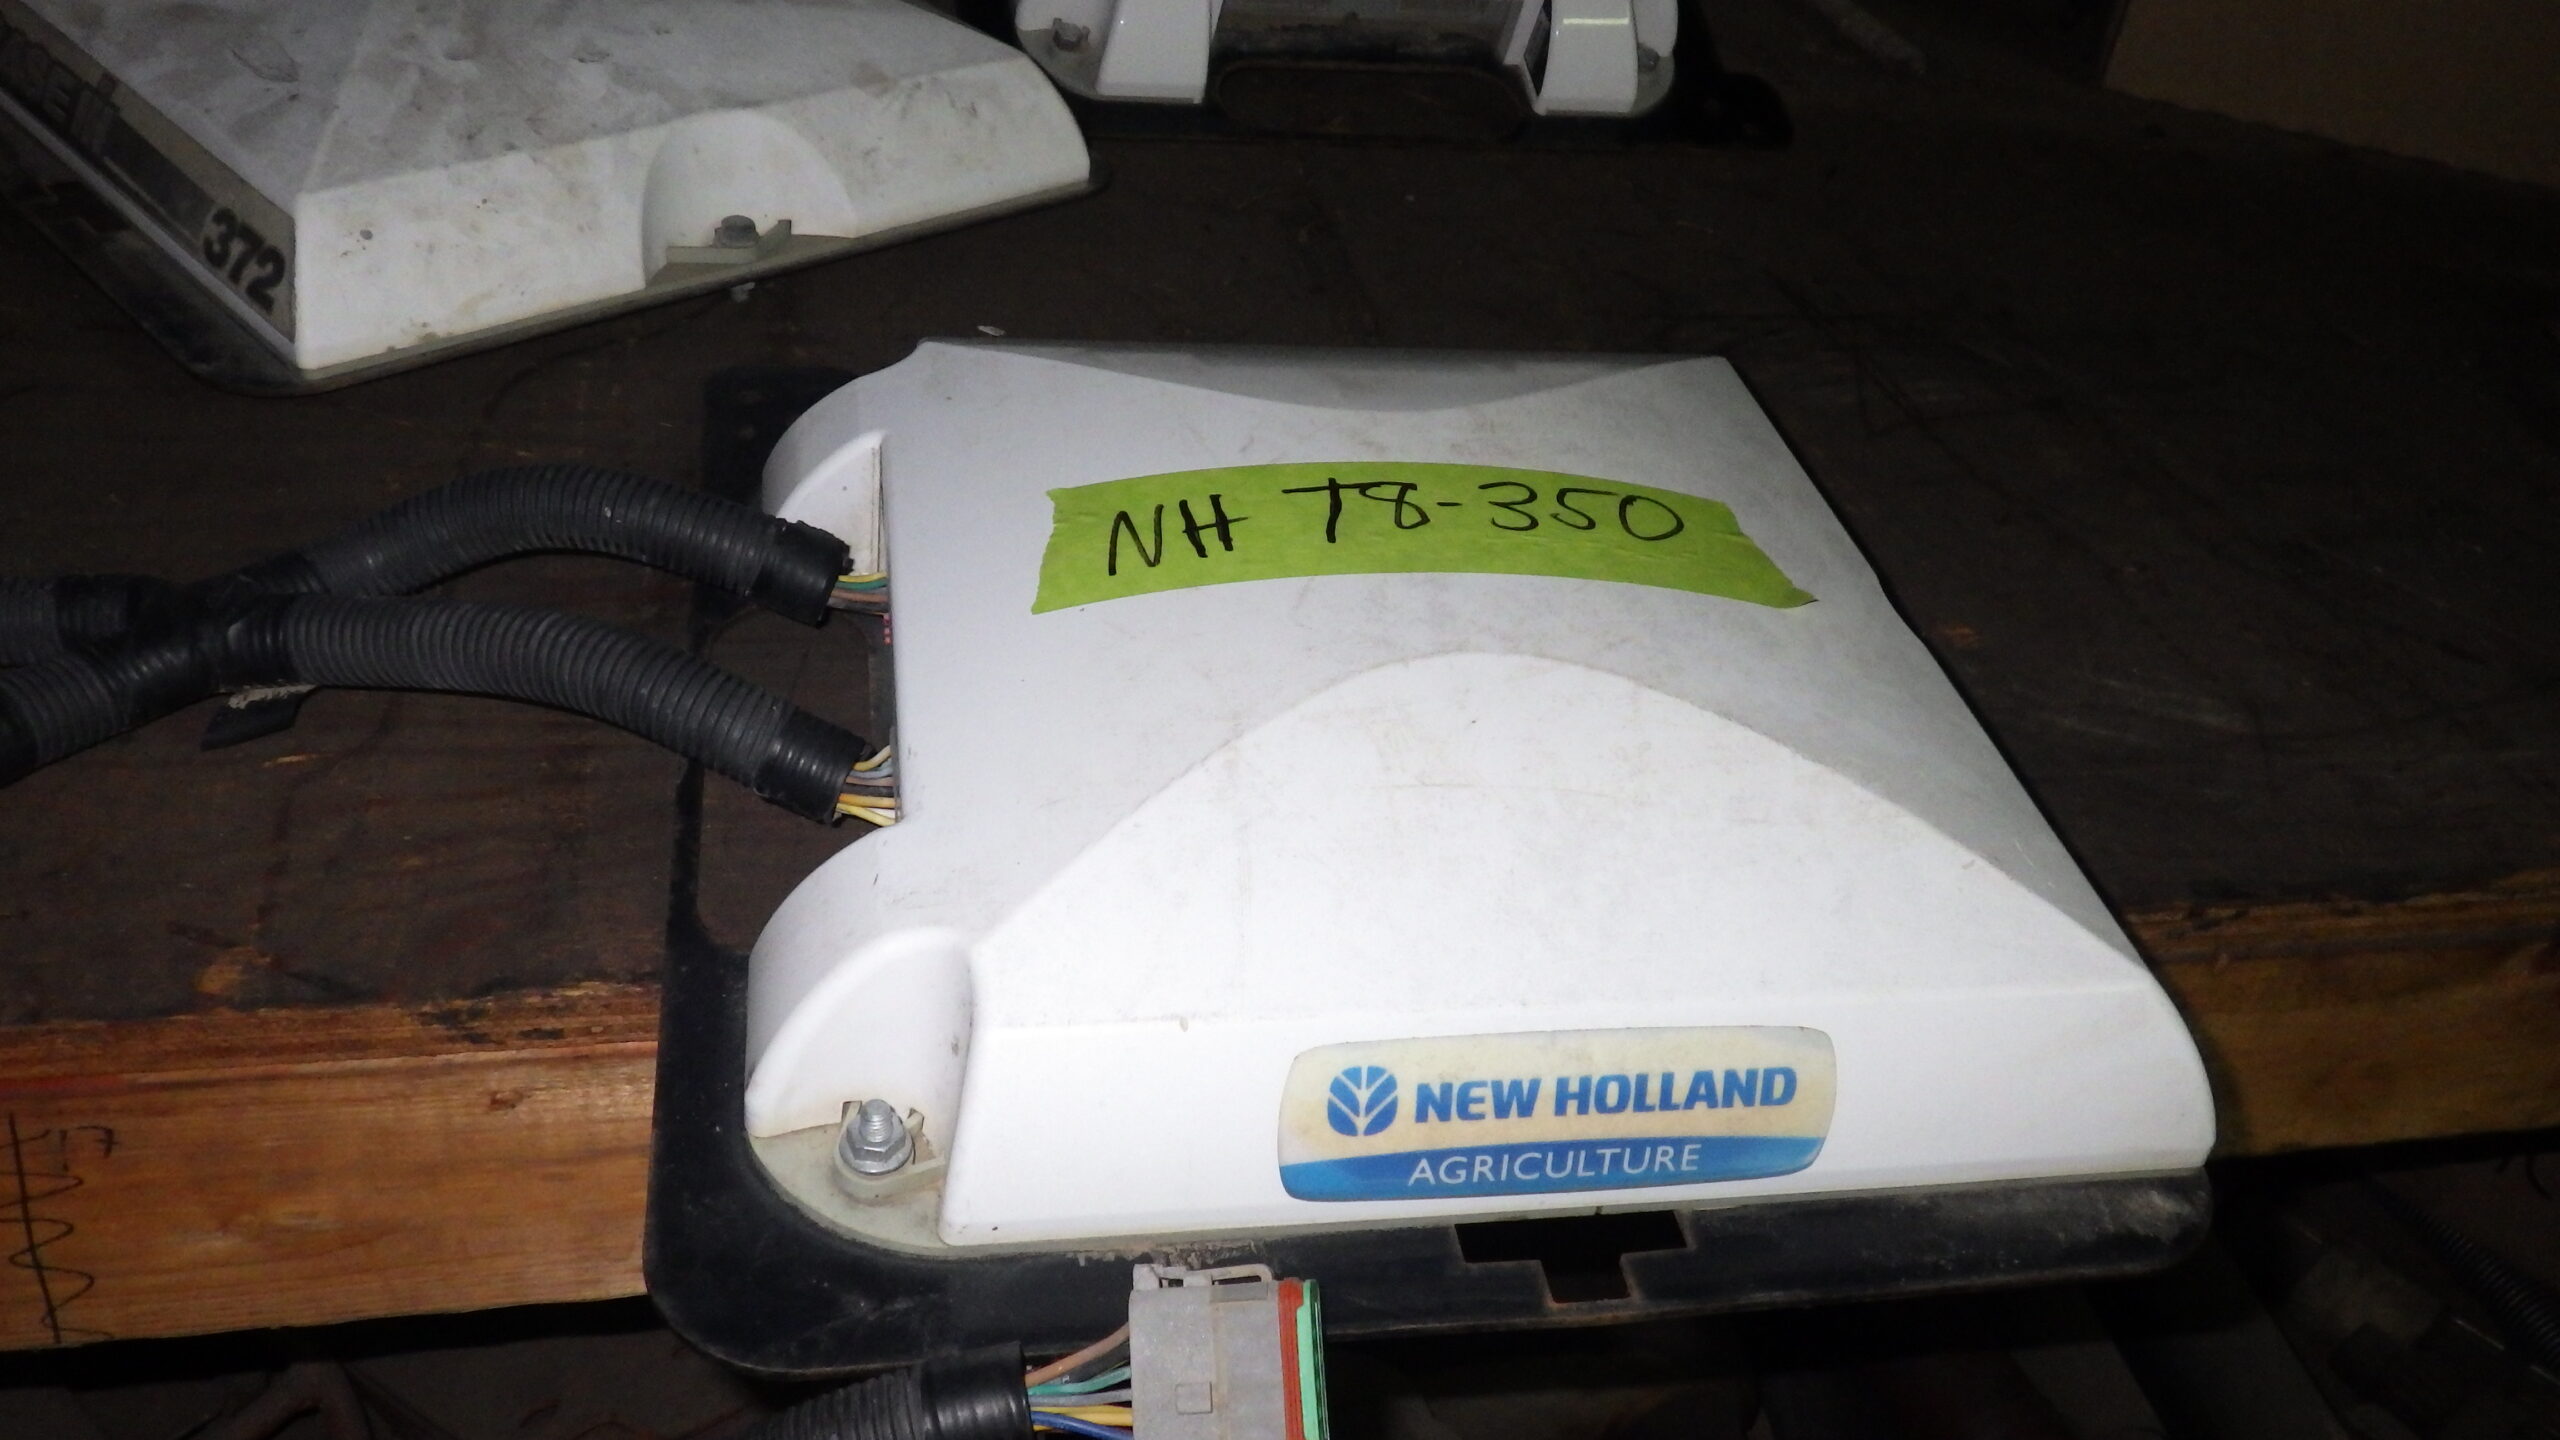 372
NH T8-350
NEW HOLLAND
AGRICULTURE